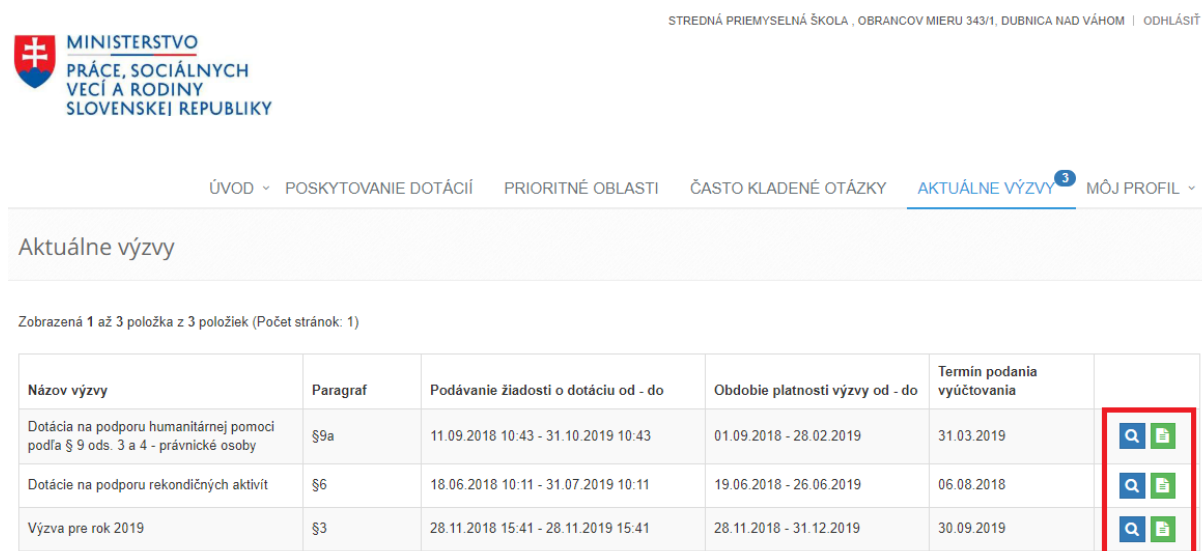 STREDNÁ PRIEMYSELNÁ ŠKOLA , OBRANCOV MIERU 343/1, DUBNICA NAD VÁHOM | ODHLÁSIŤ
MINISTERSTVO
PRÁCE, SOCIÁLNYCH
VECÍ A RODINY
SLOVENSKEJ REPUBLIKY
ÚVOD POSKYTOVANIE DOTÁCIÍ PRIORITNÉ OBLASTI ČASTO KLADENÉ OTÁZKY AKTUÁLNE VÝZVY 3 MÔJ PROFIL
Aktuálne výzvy
Zobrazená 1 až 3 položka z 3 položiek (Počet stránok: 1)
Názov výzvy Paragraf Podávanie žiadosti o dotáciu od - do Obdobie platnosti výzvy od - do Termín podania vyúčtovania
Dotácia na podporu humanitárnej pomoci
podľa § 9 ods. 3 a 4 - právnické osoby §9a 11.09.2018 10:43 - 31.10.2019 10:43 01.09.2018 - 28.02.2019 31.03.2019
Dotácie na podporu rekondičných aktivít §6 18.06.2018 10:11 - 31.07.2019 10:11 19.06.2018 - 26.06.2019 06.08.2018
Výzva pre rok 2019 §3 28.11.2018 15:41 - 28.11.2019 15:41 28.11.2018 - 31.12.2019 30.09.2019